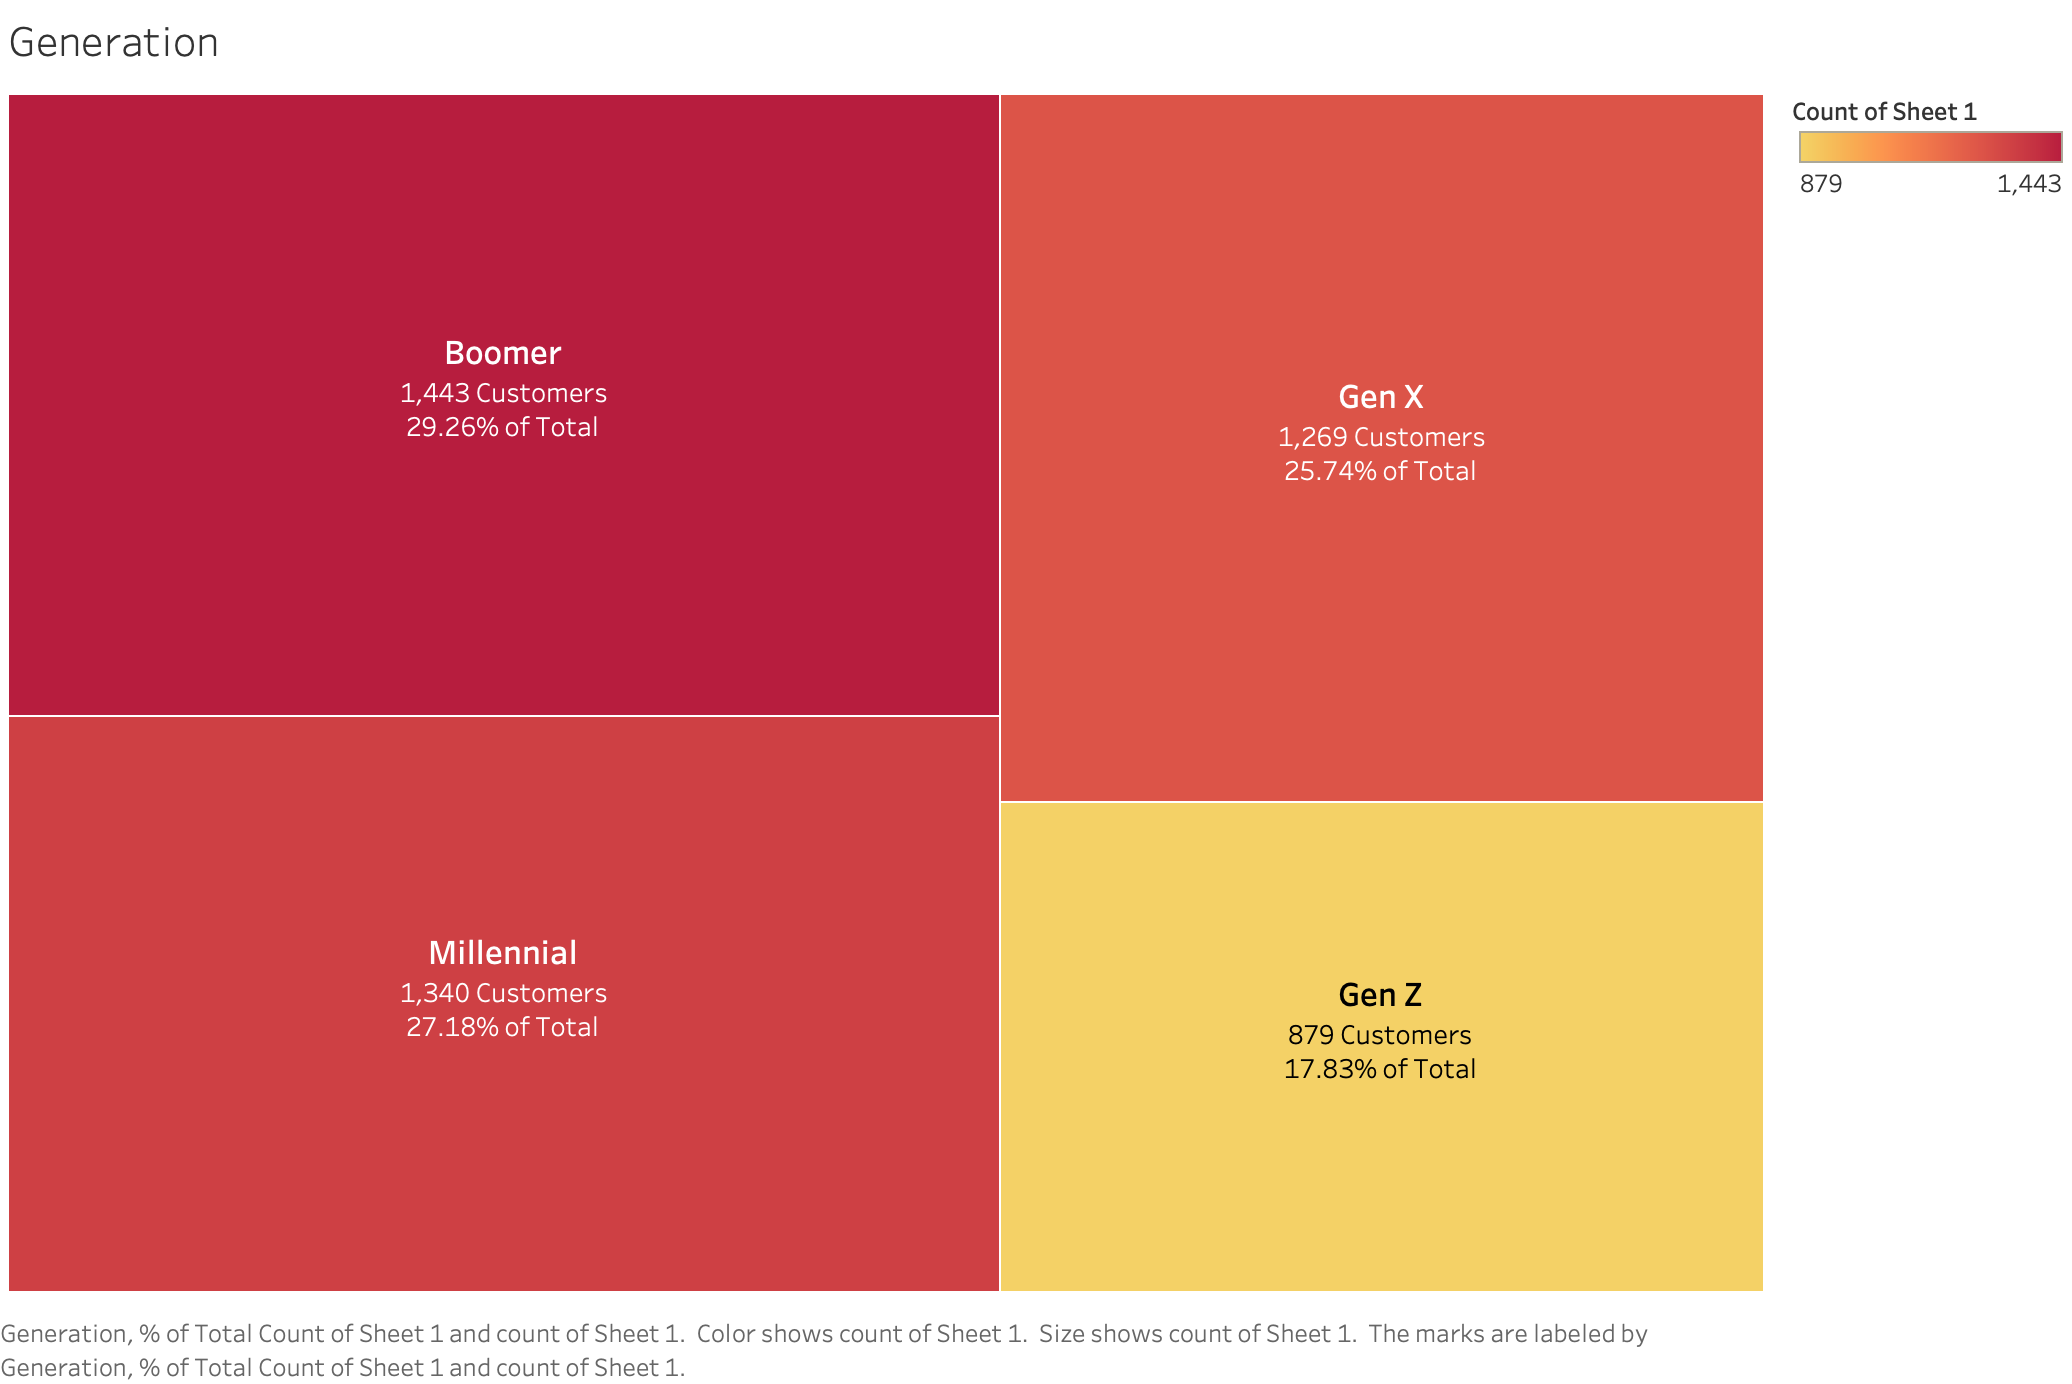 Generation
Count of Sheet 1
879 1,443
Boomer
1,443 Customers
29.26% of Total
Gen X
1,269 Customers
25.74% of Total
Millennial
1,340 Customers
27.18% of Total
Gen Z
879 Customers
17.83% of Total
Generation, % of Total Count of Sheet 1 and count of Sheet 1.  Color shows count of Sheet 1.  Size shows count of Sheet 1.  The marks are labeled by
Generation, % of Total Count of Sheet 1 and count of Sheet 1.